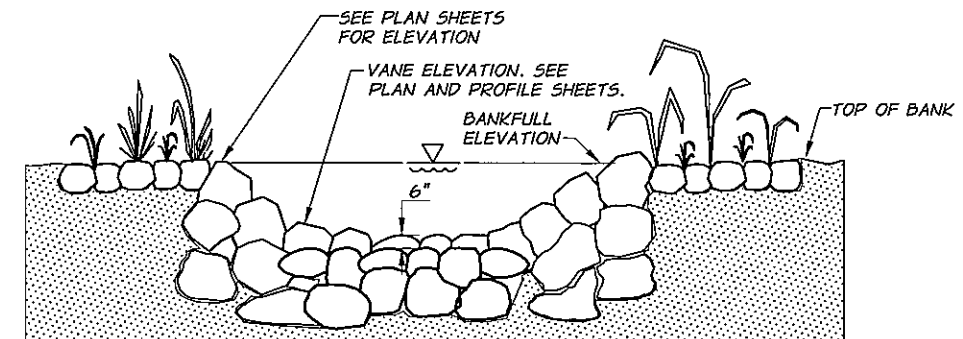 SEE PLAN SHEETS
FOR ELEVATION
VANE ELEVATION. SEE
PLAN AND PROFILE SHEETS.
BANKFULL
ELEVATION
TOP OF BANK
6"